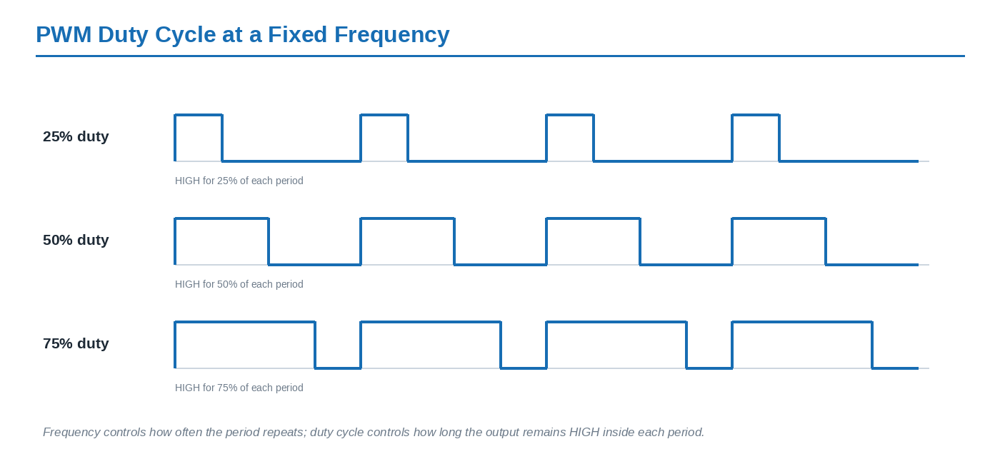 PWM Duty Cycle at a Fixed Frequency
25% duty
HIGH for 25% of each period
50% duty
HIGH for 50% of each period
75% duty
HIGH for 75% of each period
Frequency controls how often the period repeats; duty cycle controls how long the output remains HIGH inside each period.